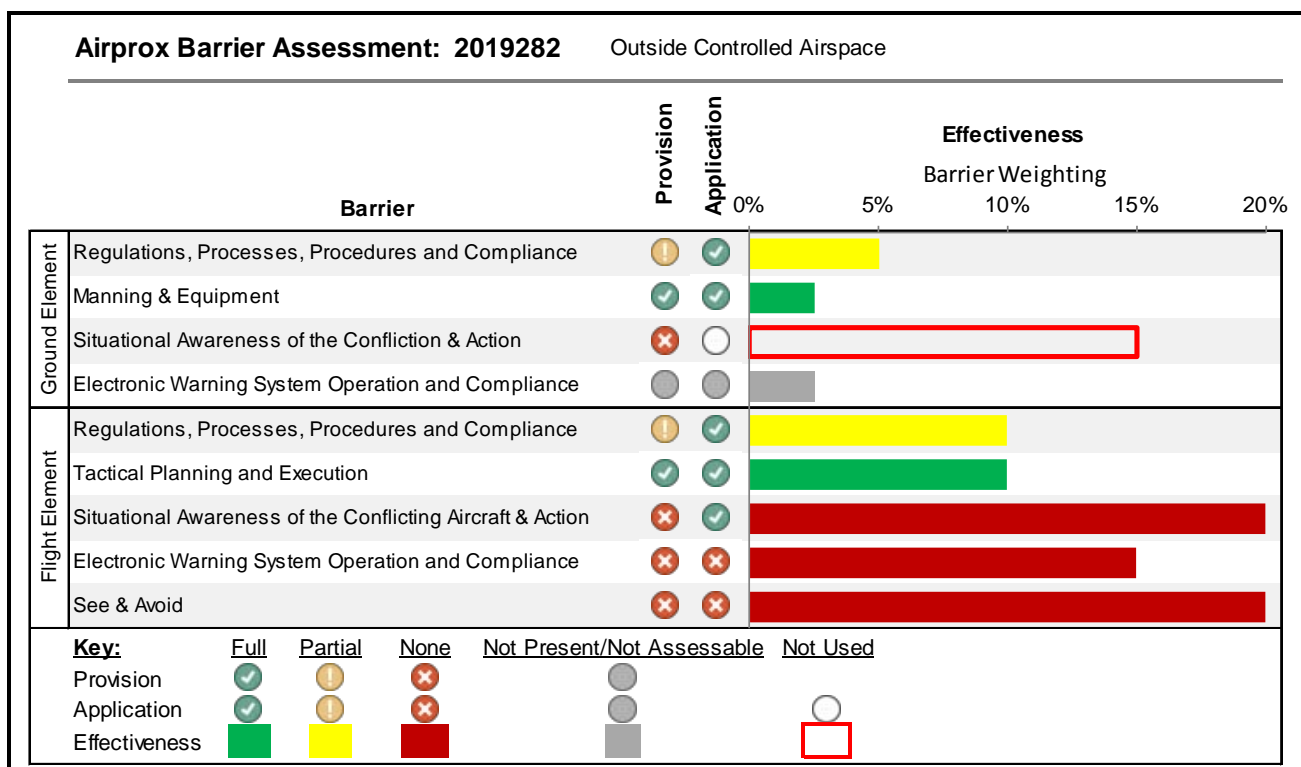 Airprox Barrier Assessment: 2019282 Outside Controlled Airspace
Barrier Provision Application Effectiveness
Barrier Weighting
0% 5% 10% 15% 20%
Ground Element
Regulations, Processes, Procedures and Compliance
Manning & Equipment
Situational Awareness of the Confliction & Action
Electronic Warning System Operation and Compliance
Flight Element
Regulations, Processes, Procedures and Compliance
Tactical Planning and Execution
Situational Awareness of the Conflicting Aircraft & Action
Electronic Warning System Operation and Compliance
See & Avoid
Key: Full Partial None Not Present/Not Assessable Not Used
Provision
Application
Effectiveness